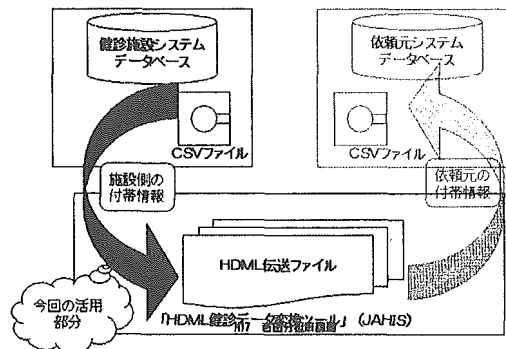 健診施設システム
データベース
CSVファイル
施設側の
付帯情報
依頼元システム
データベース
CSVファイル
依頼元の
付帯情報
HDML伝送ファイル
今回の活用
部分
「HDML健診データ変換ツール」（JAHIS）